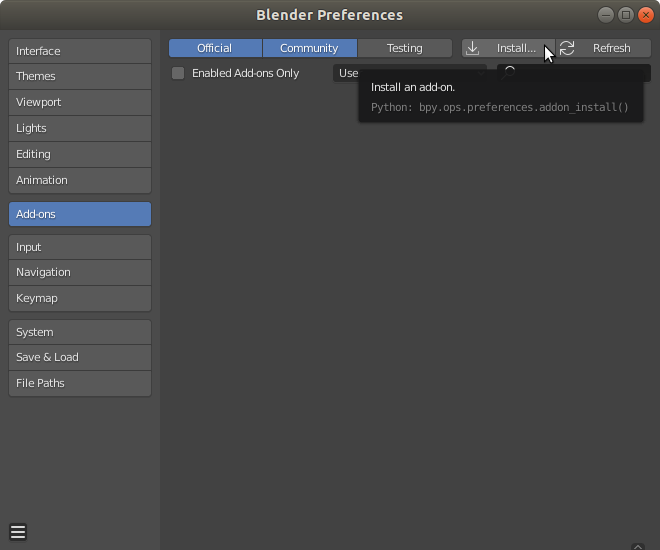 Blender Preferences
Interface
Themes
Viewport
Lights
Editing
Animation
Add-ons
Input
Navigation
Keymap
System
Save & Load
File Paths
Official
Community
Testing
Install...
Refresh
Enabled Add-ons Only
Use
Install an add-on.
Python: bpy.ops.preferences.addon_install()